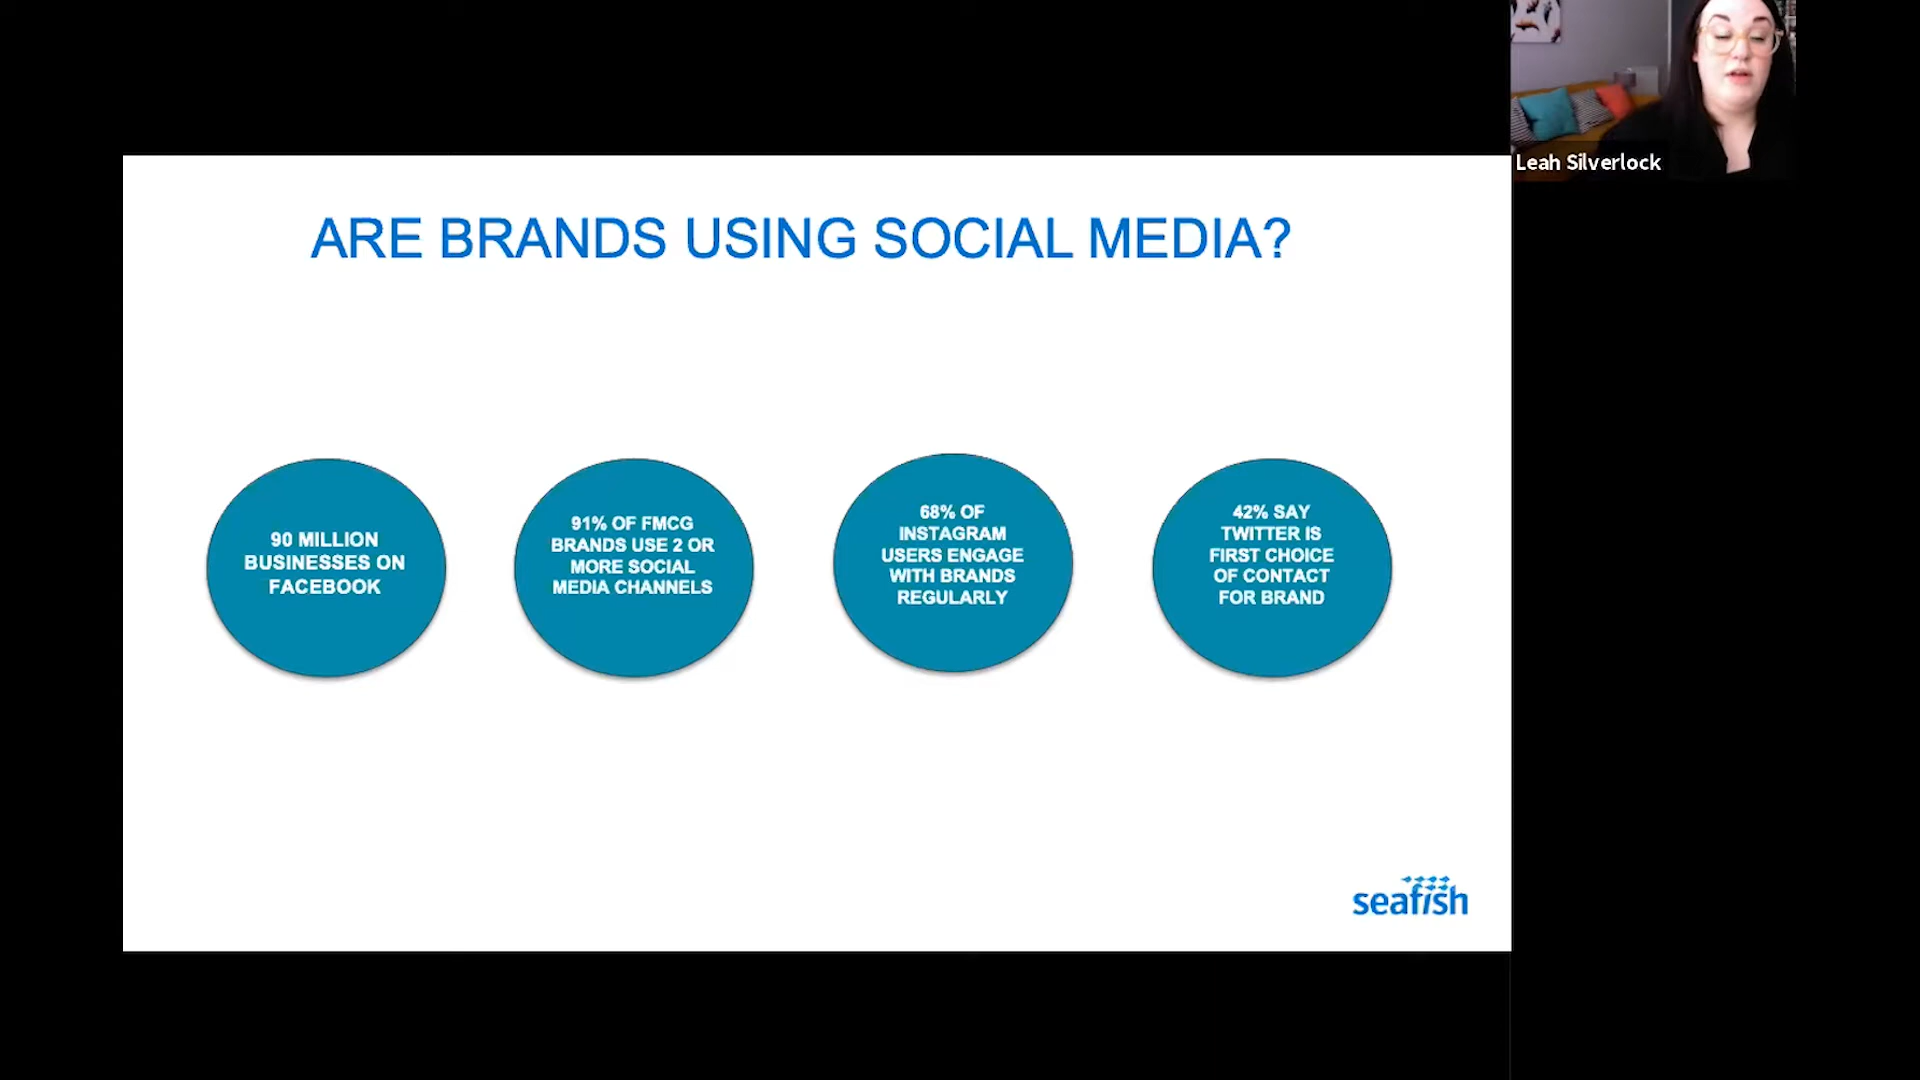 Leah Silverlock
ARE BRANDS USING SOCIAL MEDIA?
90 MILLION
BUSINESSES ON
FACEBOOK
91% OF FMCG
BRANDS USE 2 OR
MORE SOCIAL
MEDIA CHANNELS
68% OF
INSTAGRAM
USERS ENGAGE
WITH BRANDS
REGULARLY
42% SAY
TWITTER IS
FIRST CHOICE
OF CONTACT
FOR BRAND
seafish